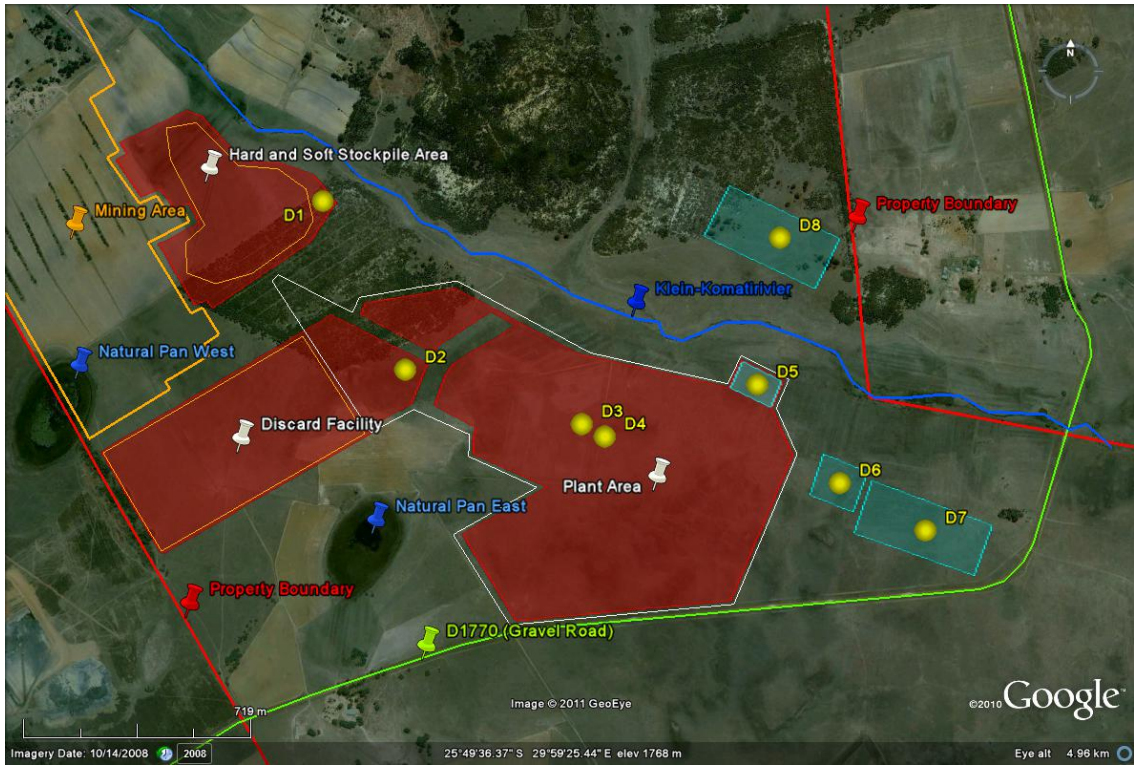 N
Hard and Soft Stockpile Area
Mining Area
D1
Property Boundary
D8
Klein-Komatirivier
Natural Pan West
D2
D5
Discard Facility
D3
D4
Plant Area
D6
Natural Pan East
D7
Property Boundary
D1770 (Gravel Road)
719 m
Image © 2011 GeoEye
©2010 Google™
Imagery Date: 10/14/2008 2008 25°49'36.37" S 29°59'25.44" E elev 1768 m Eye alt 4.96 km